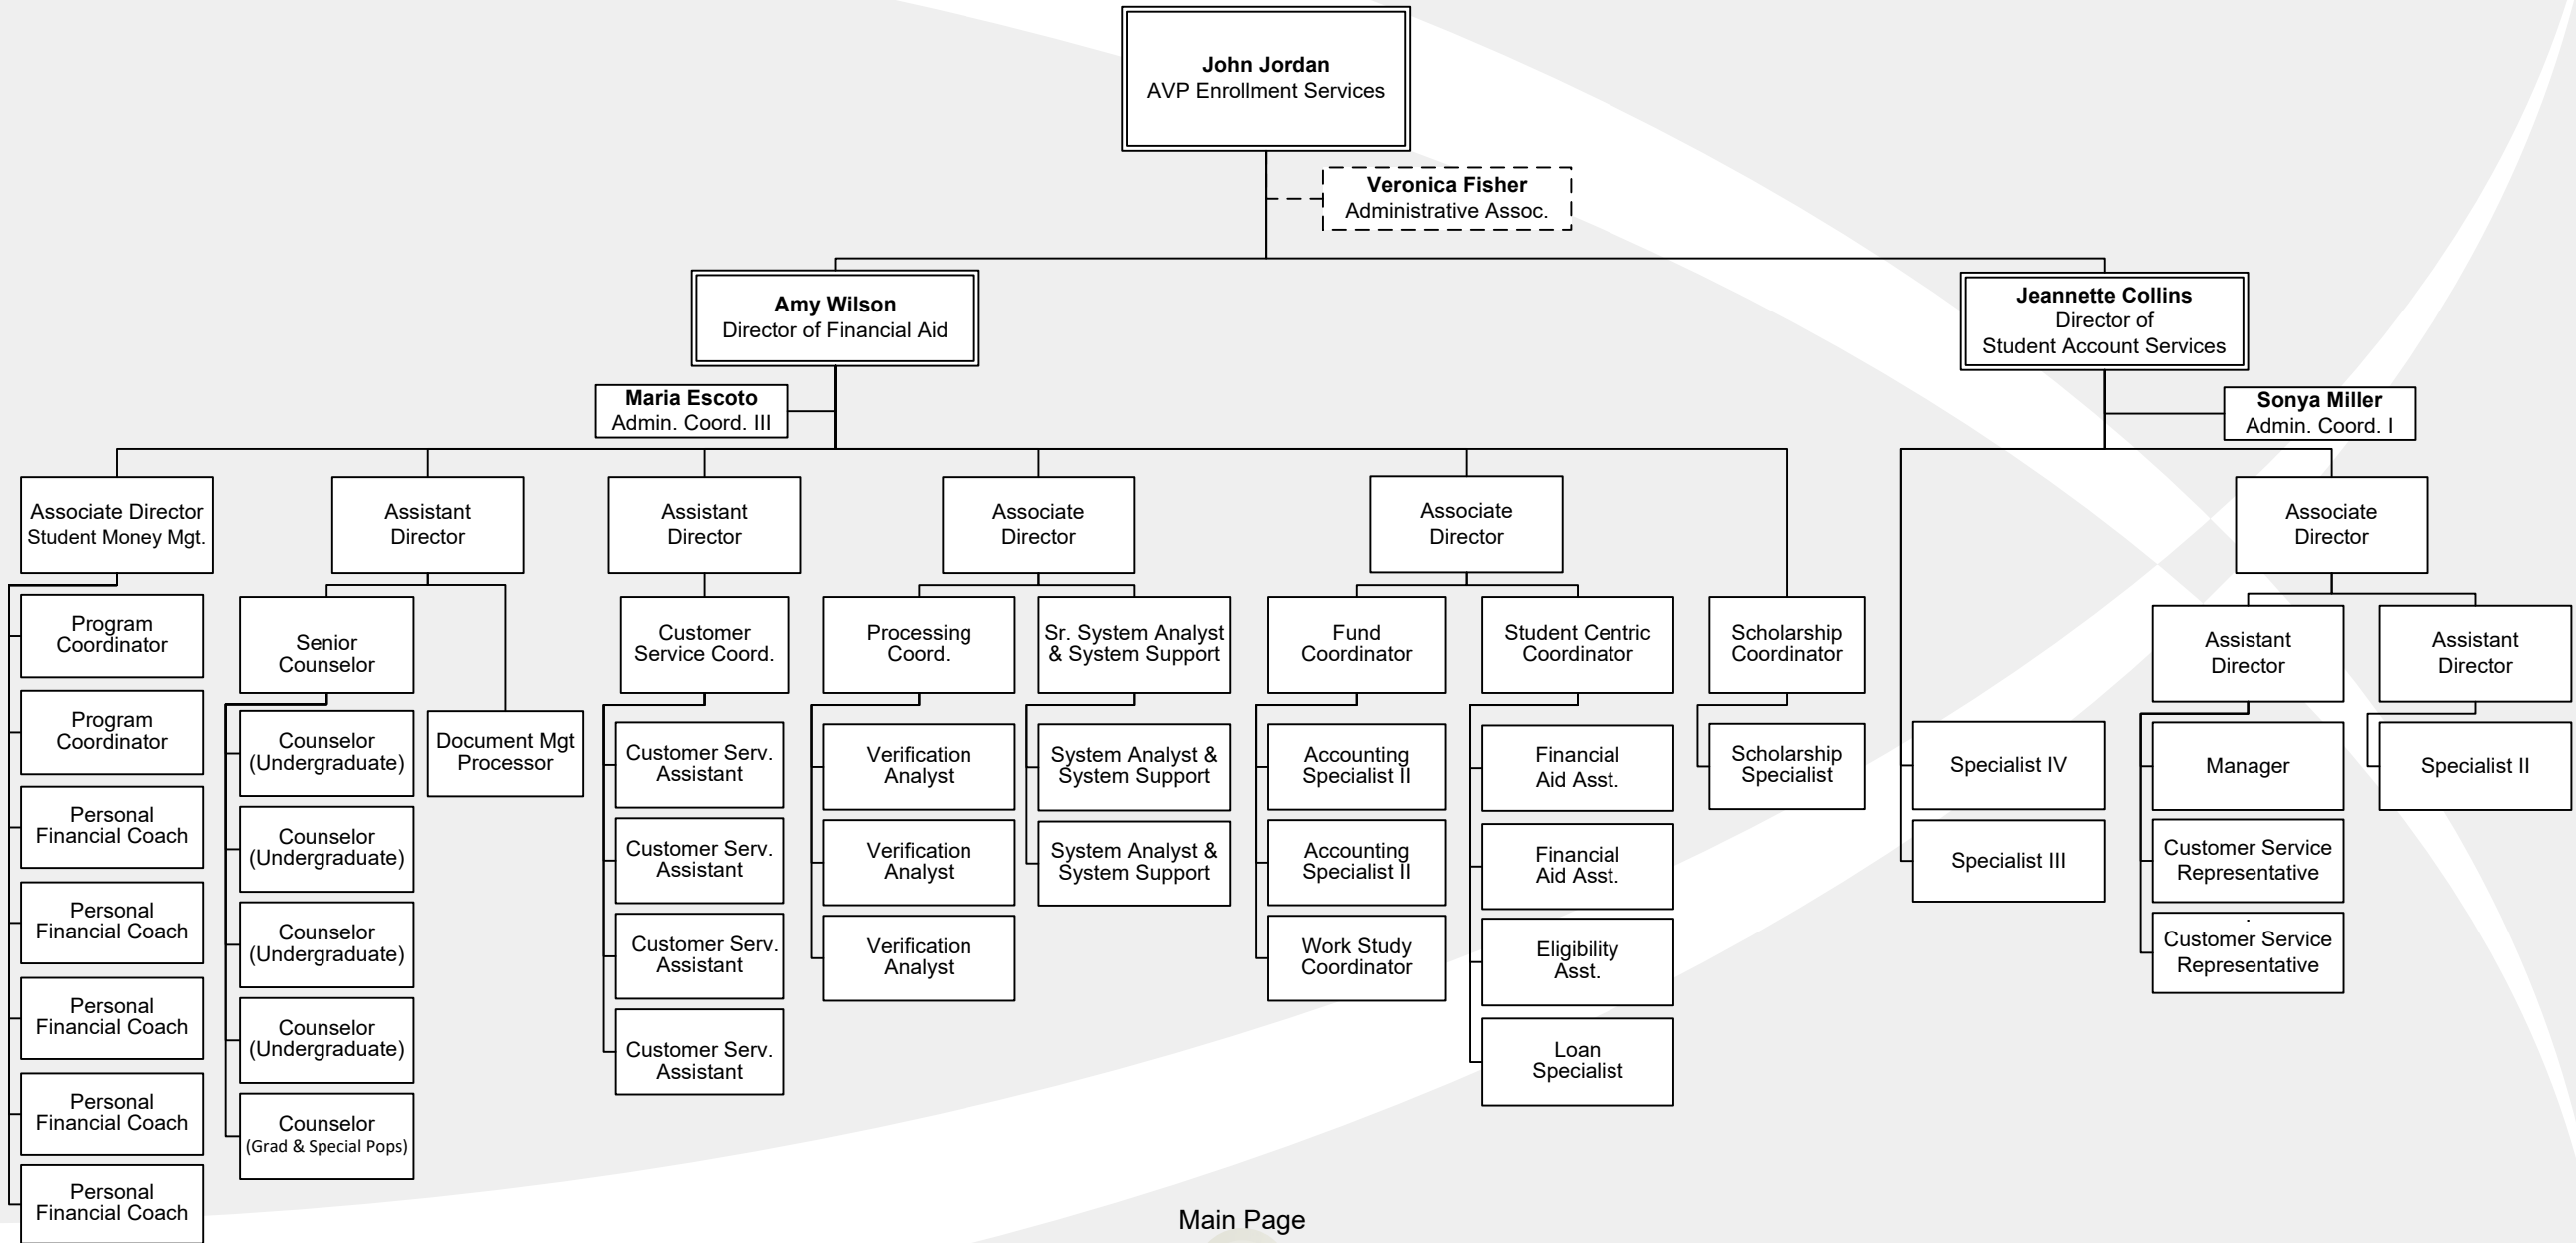 John Jordan
AVP Enrollment Services
Veronica Fisher
Administrative Assoc.
Amy Wilson
Director of Financial Aid
Jeannette Collins
Director of
Student Account Services
Maria Escoto
Admin. Coord. III
Sonya Miller
Admin. Coord. I
Associate Director
Student Money Mgt.
Assistant
Director
Assistant
Director
Associate
Director
Associate
Director
Associate
Director
Program
Coordinator
Program
Coordinator
Personal
Financial Coach
Personal
Financial Coach
Personal
Financial Coach
Personal
Financial Coach
Personal
Financial Coach
Senior
Counselor
Counselor
(Undergraduate)
Counselor
(Undergraduate)
Counselor
(Undergraduate)
Counselor
(Undergraduate)
Counselor
(Grad & Special Pops)
Document Mgt
Processor
Customer
Service Coord.
Customer Serv.
Assistant
Customer Serv.
Assistant
Customer Serv.
Assistant
Customer Serv.
Assistant
Processing
Coord.
Verification
Analyst
Verification
Analyst
Verification
Analyst
Sr. System Analyst
& System Support
System Analyst &
System Support
System Analyst &
System Support
Fund
Coordinator
Accounting
Specialist II
Accounting
Specialist II
Work Study
Coordinator
Student Centric
Coordinator
Financial
Aid Asst.
Financial
Aid Asst.
Eligibility
Asst.
Loan
Specialist
Scholarship
Coordinator
Scholarship
Specialist
Specialist IV
Specialist III
Assistant
Director
Manager
Customer Service
Representative
.
Customer Service
Representative
Assistant
Director
Specialist II
Main Page